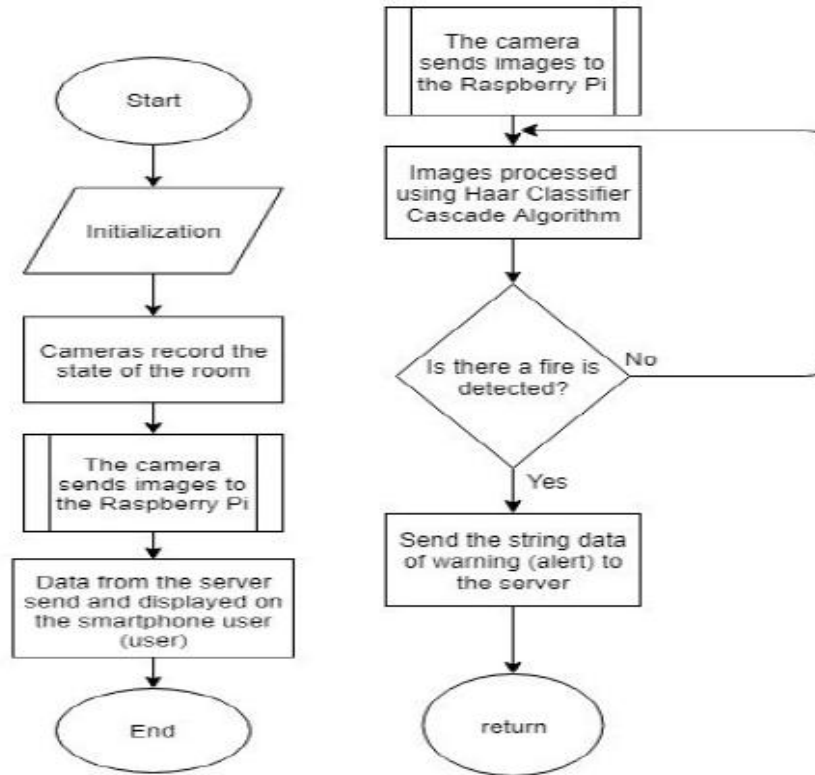 Start
Initialization
Cameras record the
state of the room
The camera
sends images to
the Raspberry Pi
Data from the server
send and displayed on
the smartphone user
(user)
End
The camera
sends images to
the Raspberry Pi
Images processed
using Haar Classifier
Cascade Algorithm
Is there a fire is
detected?
No
Yes
Send the string data
of warning (alert) to
the server
return